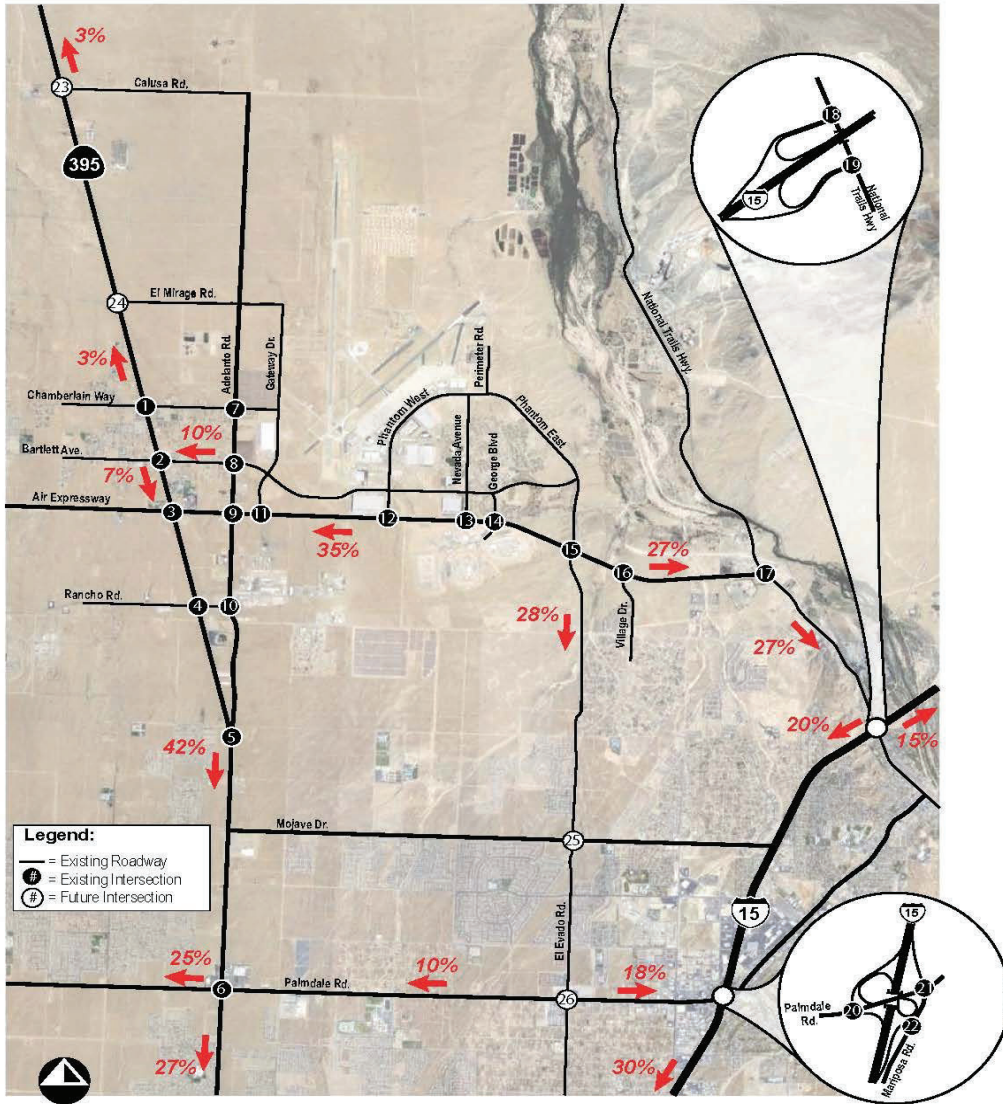 3%
23
Calusa Rd.
395
24
El Mirage Rd.
3%
Adelanto Rd.
Gateway Dr.
Chamberlain Way
1
7
10%
Bartlett Ave.
2
8
7%
Air Expressway
3
9
11
35%
12
13
14
Phantom West
Perimeter Rd.
Phantom East
Nevada Avenue
George Blvd
15
27%
16
17
Village Dr.
28%
National Trails Hwy.
27%
Rancho Rd.
4
10
5
42%
20%
15%
18
19
15
National
Trails Hwy
Mojave Dr.
25
Legend:
= Existing Roadway
# = Existing Intersection
# = Future Intersection
El Evado Rd.
15
25%
6
Palmdale Rd.
10%
26
18%
27%
30%
15
21
20
22
Palmdale
Rd.
Mariposa Rd.